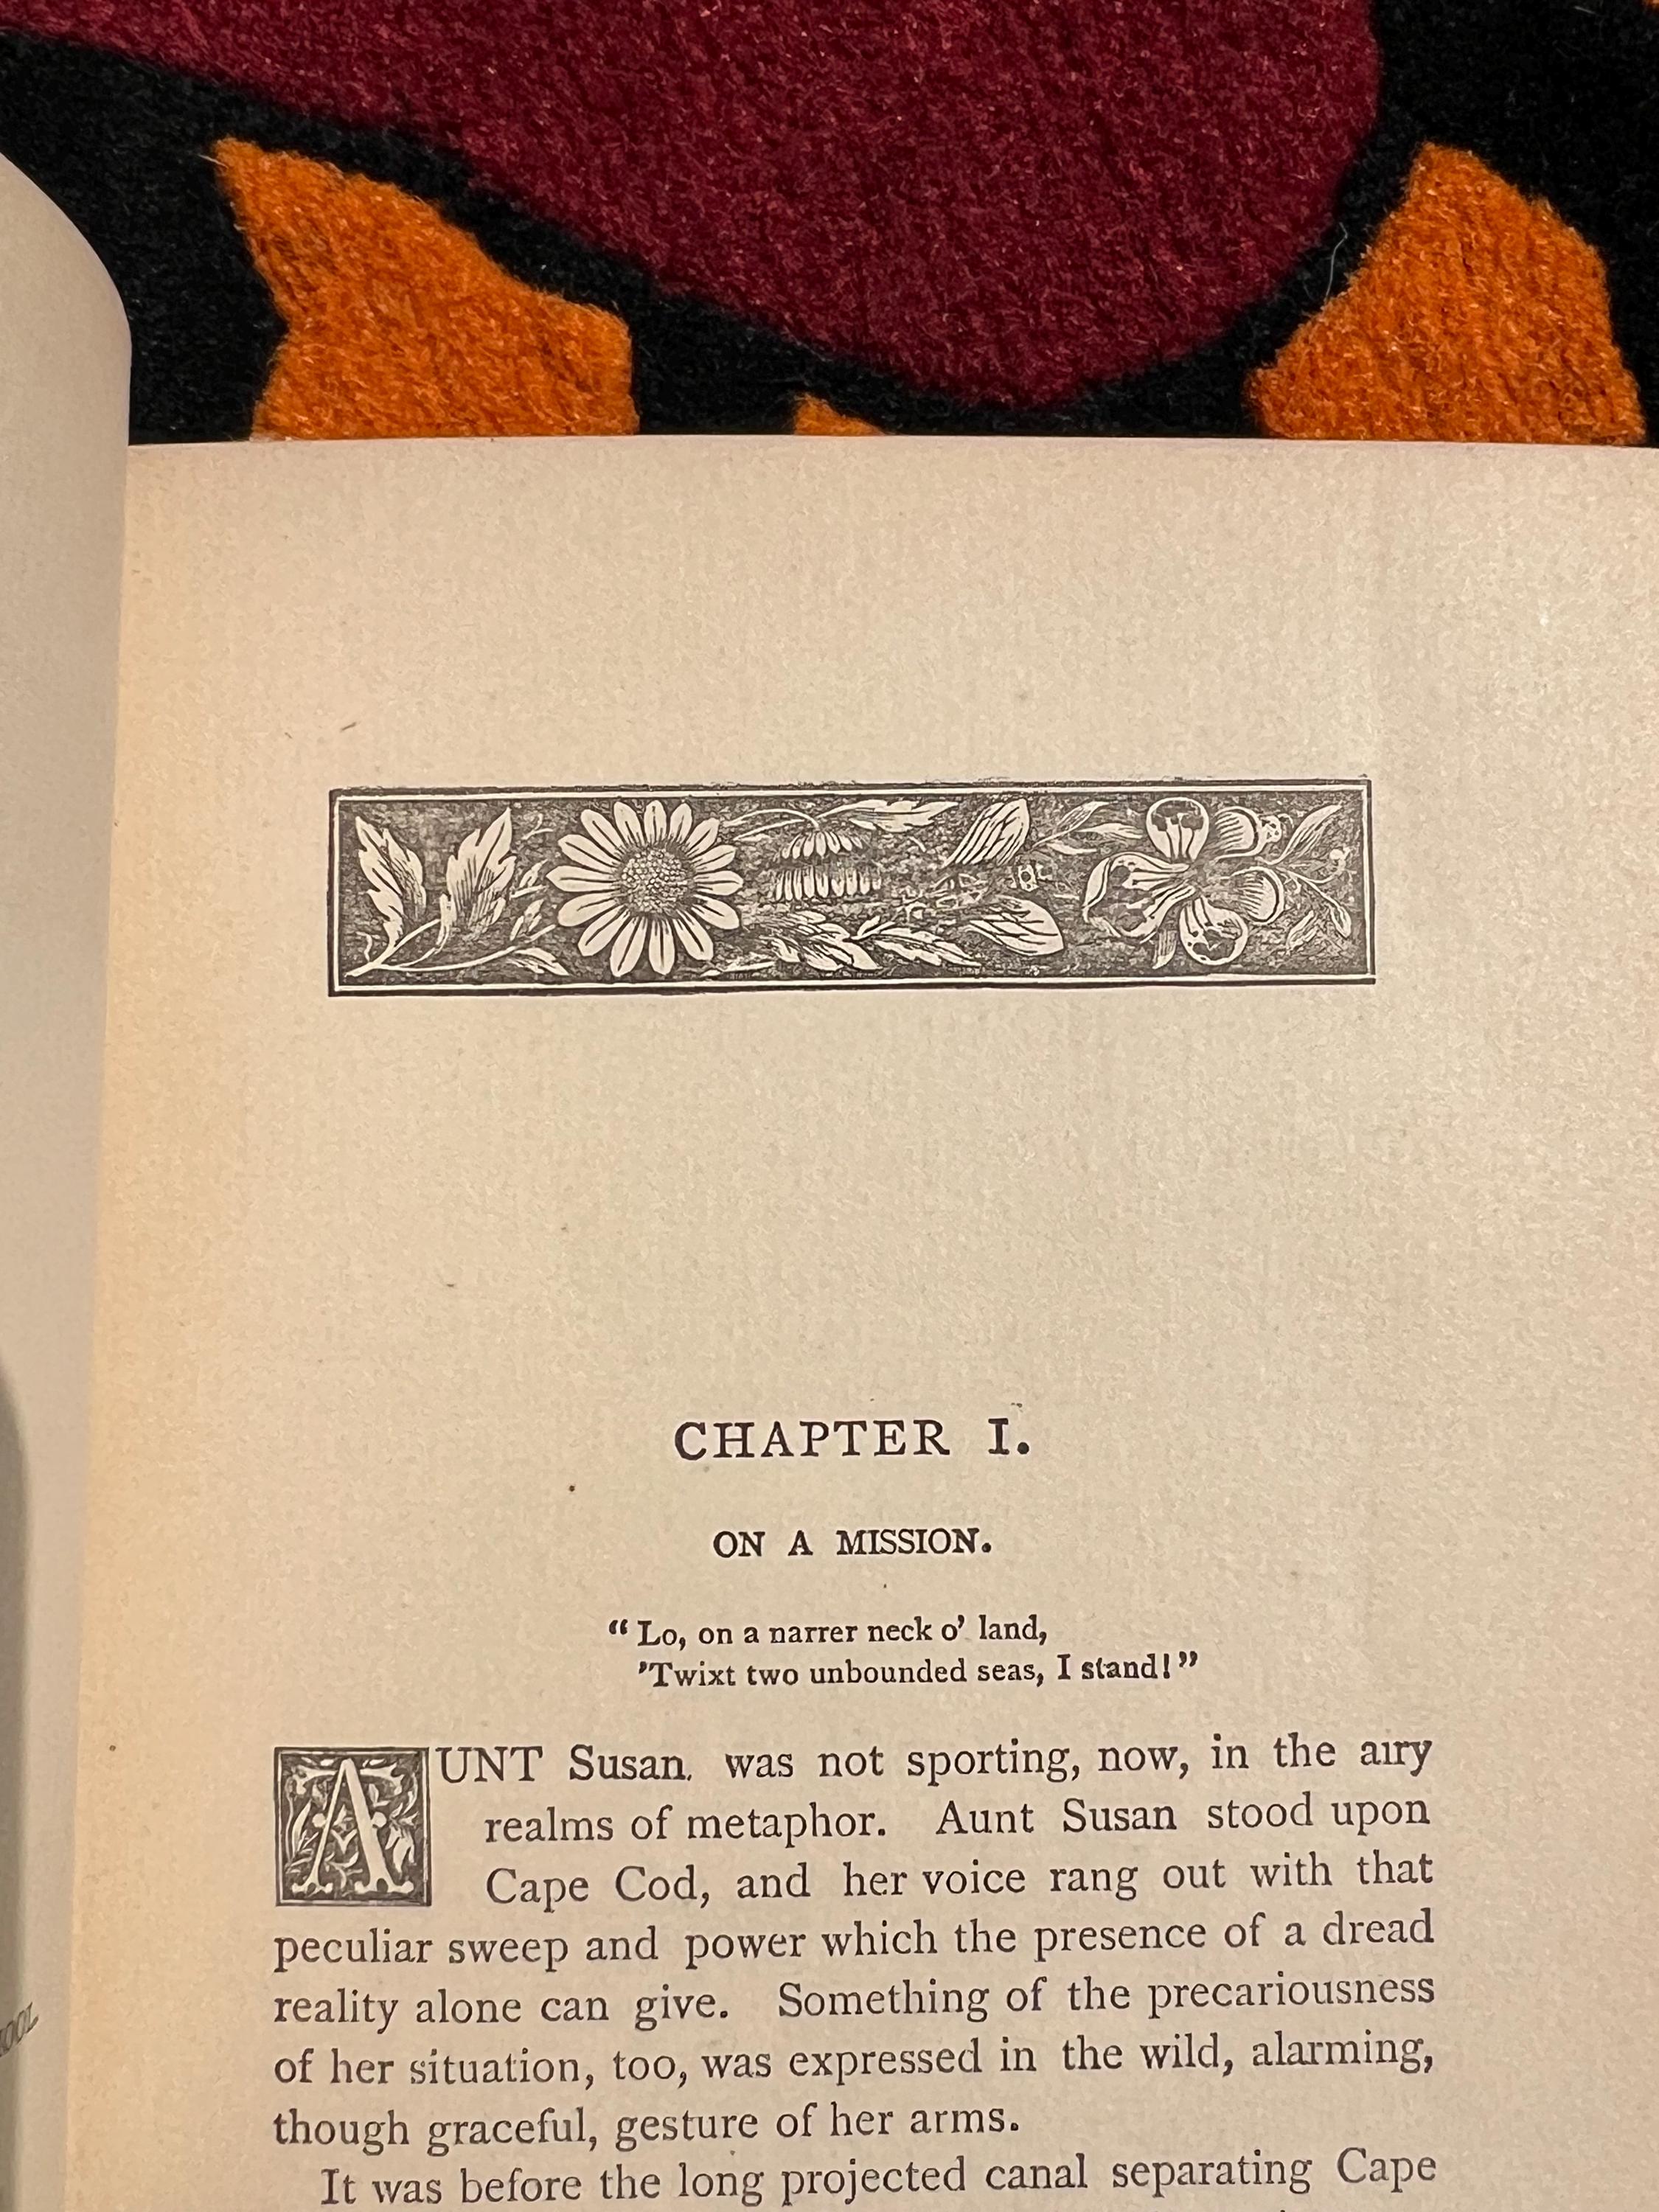 CHAPTER I.
ON A MISSION.
“Lo, on a narrer neck o’ land,
’Twixt two unbounded seas, I stand!”
AUNT Susan. was not sporting, now, in the airy
realms of metaphor. Aunt Susan stood upon
Cape Cod, and her voice rang out with that
peculiar sweep and power which the presence of a dread
reality alone can give. Something of the precariousness
of her situation, too, was expressed in the wild, alarming,
though graceful, gesture of her arms.
It was before the long projected canal separating Cape